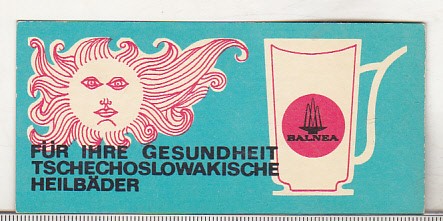 BALNEA
FÜR IHRE GESUNDHEIT
TSCHECHOSLOWAKISCHE
HEILBÄDER